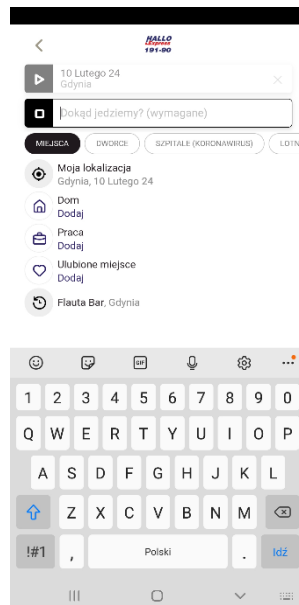 HALLO
EXpress
191-90
10 Lutego 24
Gdynia
Dokąd jedziemy? (wymagane)
MIEJSCA DWORCE SZPITALE (KORONAWIRUS) LOTN
Moja lokalizacja
Gdynia, 10 Lutego 24
Dom
Dodaj
Praca
Dodaj
Ulubione miejsce
Dodaj
Flauta Bar, Gdynia
GIF
1 2 3 4 5 6 7 8 9 0
Q W E R T Y U I O P
A S D F G H J K L
Z X C V B N M
!#1 , Polski . Idź